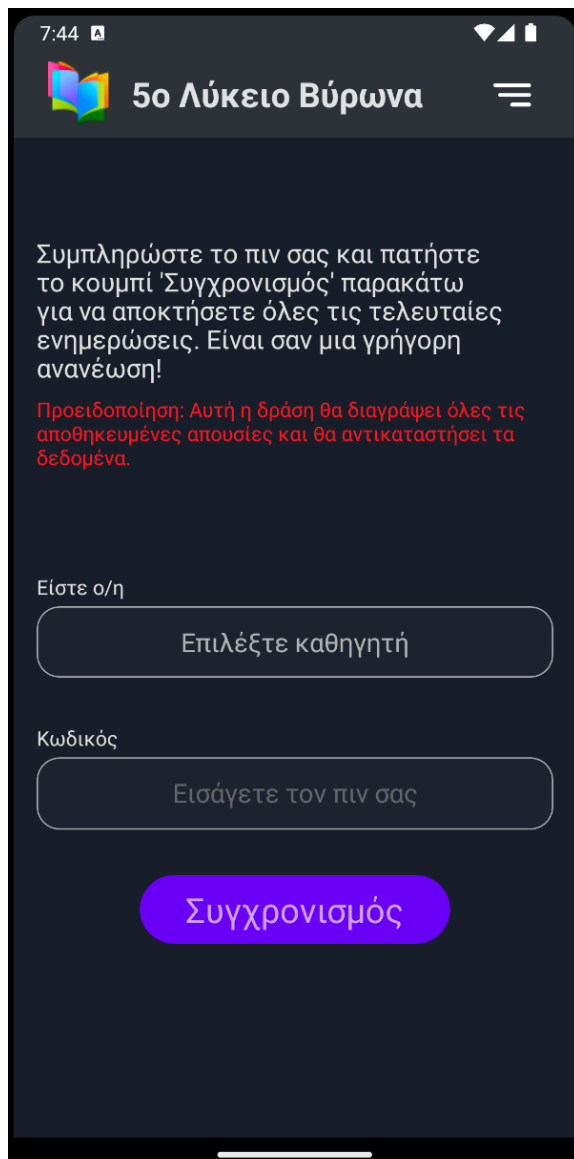 7:44
5ο Λύκειο Βύρωνα
Συμπληρώστε το πιν σας και πατήστε
το κουμπί 'Συγχρονισμός' παρακάτω
για να αποκτήσετε όλες τις τελευταίες
ενημερώσεις. Είναι σαν μια γρήγορη
ανανέωση!
Προειδοποίηση: Αυτή η δράση θα διαγράψει όλες τις
αποθηκευμένες απουσίες και θα αντικαταστήσει τα
δεδομένα.
Είστε ο/η
Επιλέξτε καθηγητή
Κωδικός
Εισάγετε τον πιν σας
Συγχρονισμός